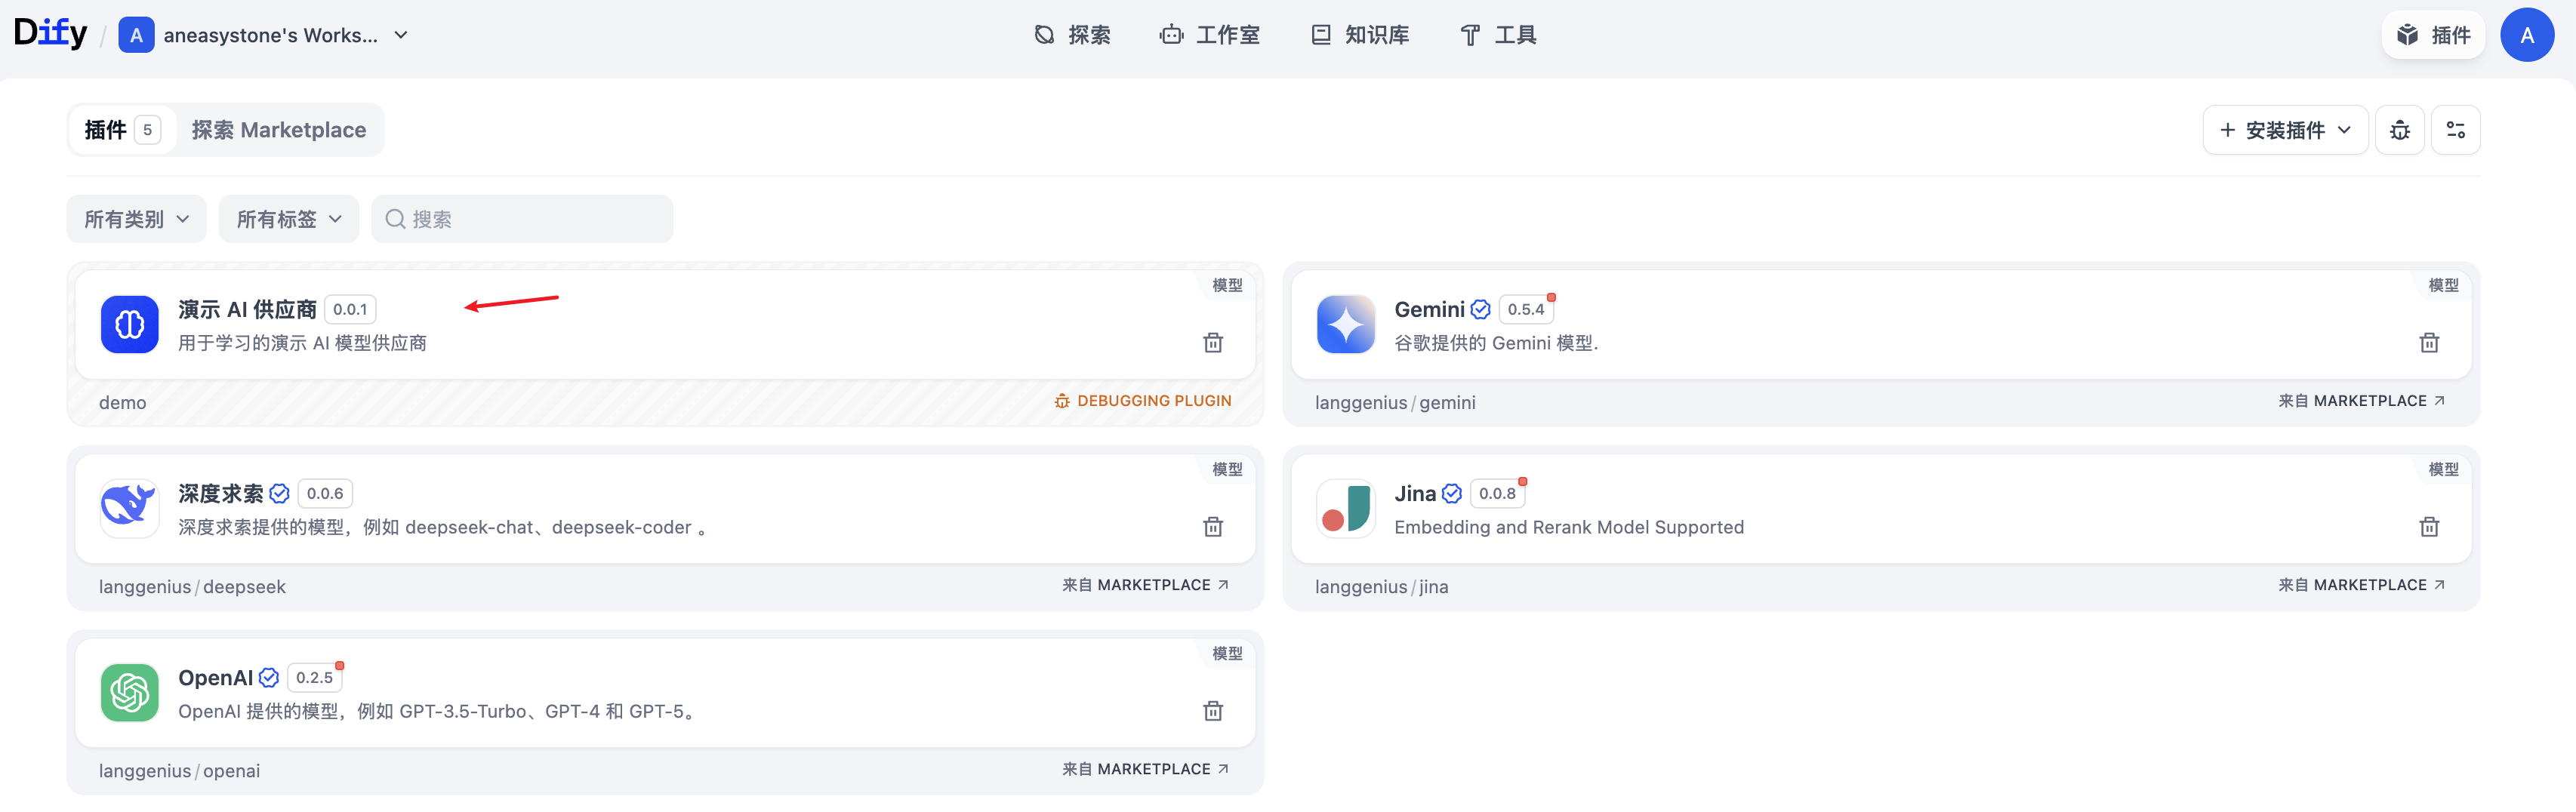 Dify / A aneasystone's Works... 探索 工作室 知识库 工具 插件 A
插件 5 探索 Marketplace + 安装插件
所有类别 所有标签 搜索
模型
演示 AI 供应商 0.0.1
用于学习的演示 AI 模型供应商
demo DEBUGGING PLUGIN
模型
Gemini 0.5.4
谷歌提供的 Gemini 模型.
langgenius / gemini 来自 MARKETPLACE
模型
深度求索 0.0.6
深度求索提供的模型，例如 deepseek-chat、deepseek-coder 。
langgenius / deepseek 来自 MARKETPLACE
模型
Jina 0.0.8
Embedding and Rerank Model Supported
langgenius / jina 来自 MARKETPLACE
模型
OpenAI 0.2.5
OpenAI 提供的模型，例如 GPT-3.5-Turbo、GPT-4 和 GPT-5。
langgenius / openai 来自 MARKETPLACE